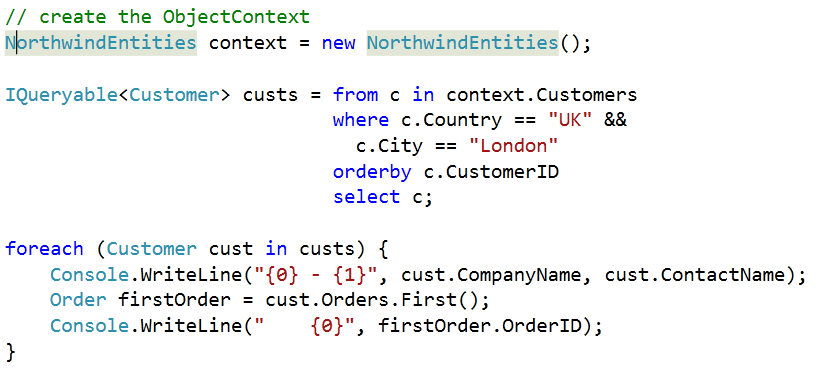 // create the ObjectContext
NorthwindEntities context = new NorthwindEntities();
IQueryable<Customer> custs = from c in context.Customers
                             where c.Country == "UK" &&
                               c.City == "London"
                             orderby c.CustomerID
                             select c;
foreach (Customer cust in custs) {
    Console.WriteLine("{0} - {1}", cust.CompanyName, cust.ContactName);
    Order firstOrder = cust.Orders.First();
    Console.WriteLine("    {0}", firstOrder.OrderID);
}